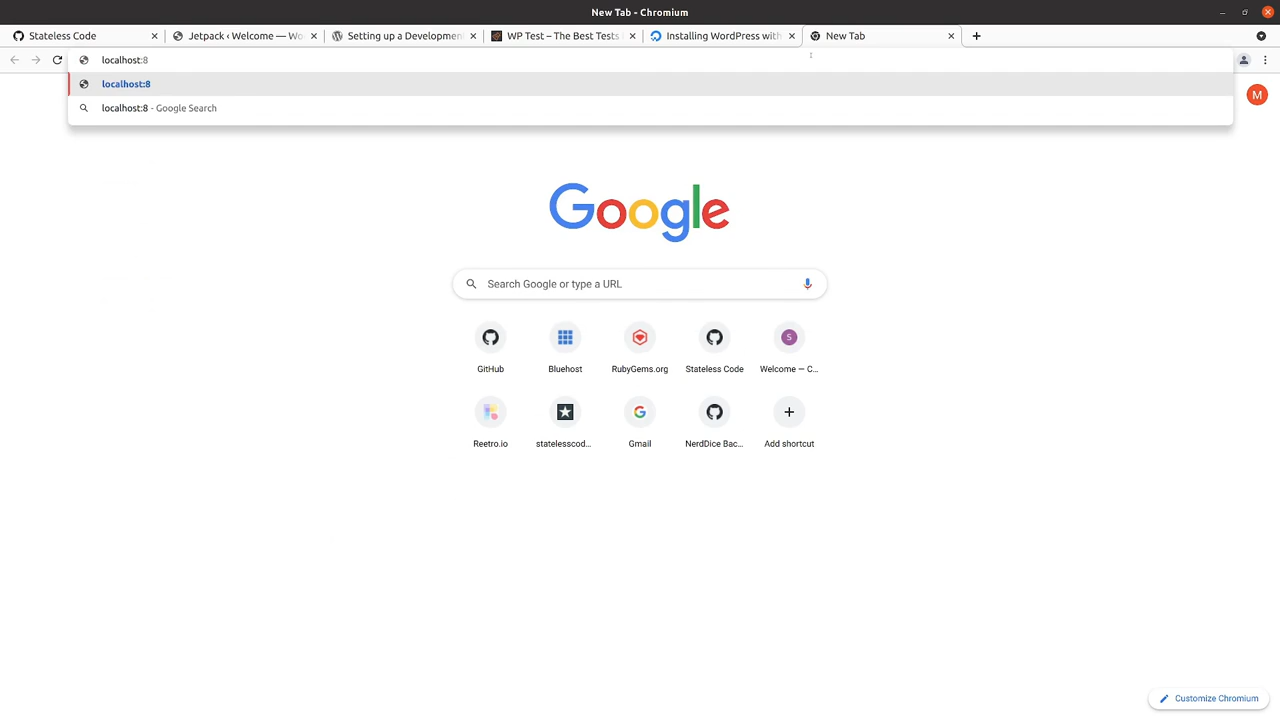 New Tab - Chromium
Stateless Code
Jetpack ‹ Welcome — Wo
Setting up a Developmen
WP Test – The Best Tests
Installing WordPress with
New Tab
localhost:8
localhost:8
localhost:8 - Google Search
M
Google
Search Google or type a URL
S
GitHub
Bluehost
RubyGems.org
Stateless Code
Welcome — C...
Reetro.io
statelesscod...
Gmail
NerdDice Bac...
Add shortcut
Customize Chromium